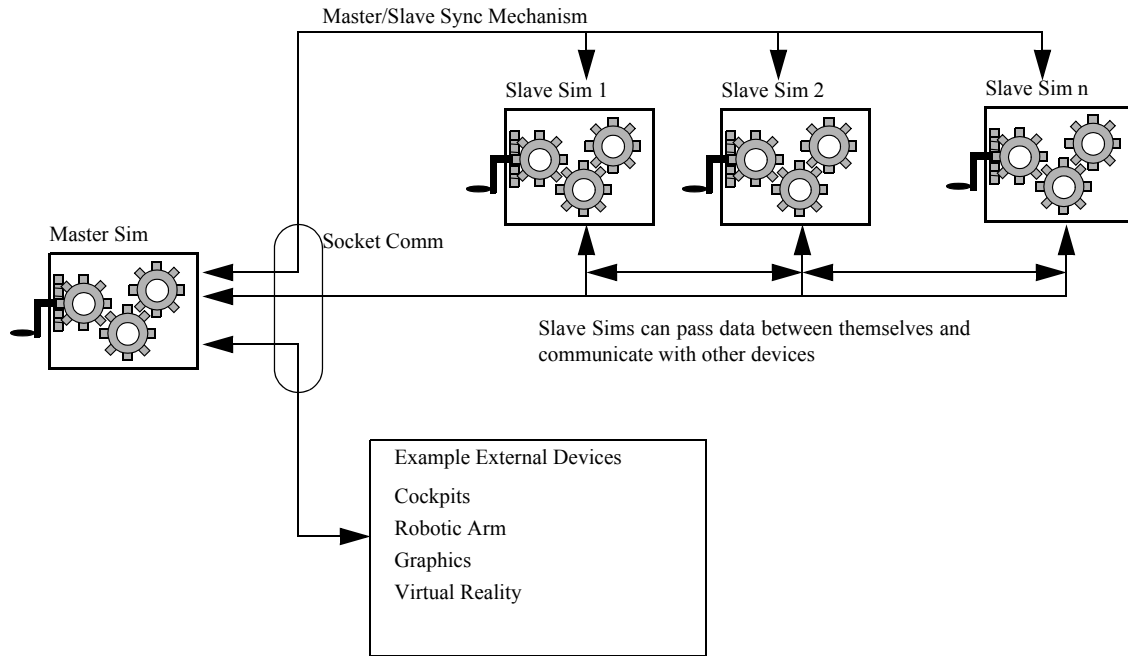 Master/Slave Sync Mechanism
Slave Sim 1
Slave Sim 2
Slave Sim n
Master Sim
Socket Comm
Slave Sims can pass data between themselves and
communicate with other devices
Example External Devices
Cockpits
Robotic Arm
Graphics
Virtual Reality